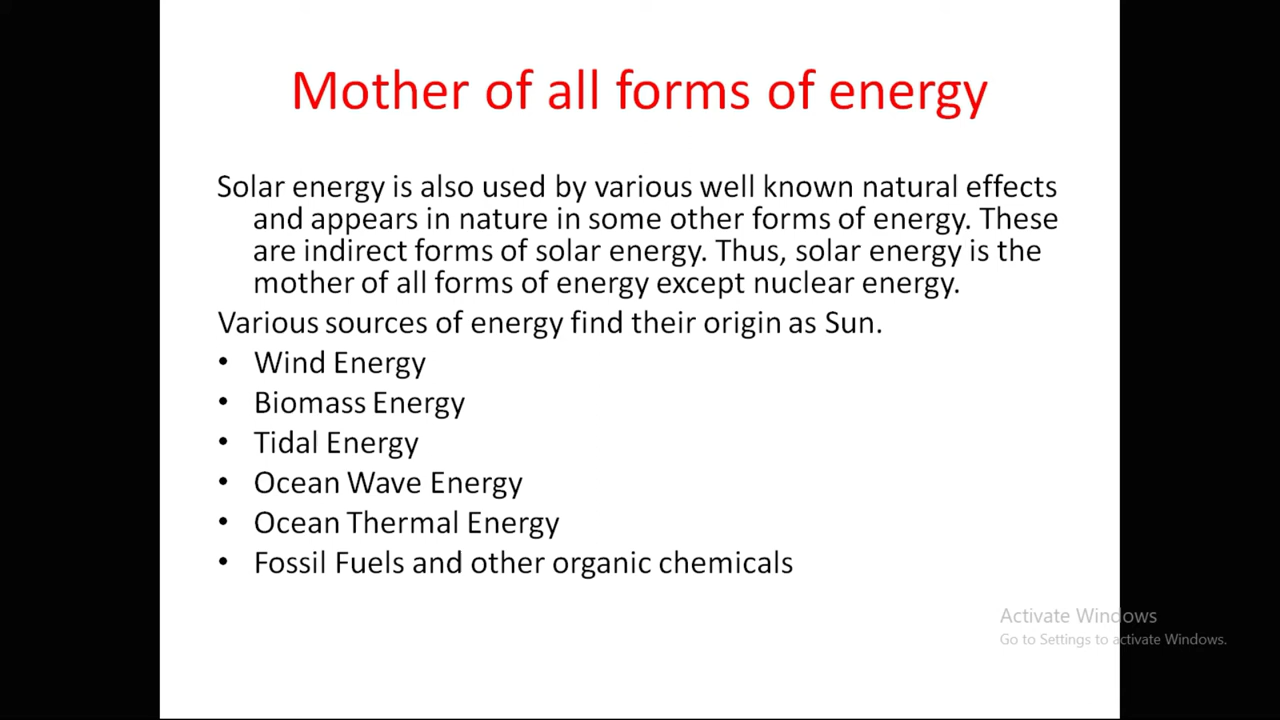 Mother of all forms of energy
Solar energy is also used by various well known natural effects
and appears in nature in some other forms of energy. These
are indirect forms of solar energy. Thus, solar energy is the
mother of all forms of energy except nuclear energy.
Various sources of energy find their origin as Sun.
• Wind Energy
• Biomass Energy
• Tidal Energy
• Ocean Wave Energy
• Ocean Thermal Energy
• Fossil Fuels and other organic chemicals
Activate Windows
Go to Settings to activate Windows.